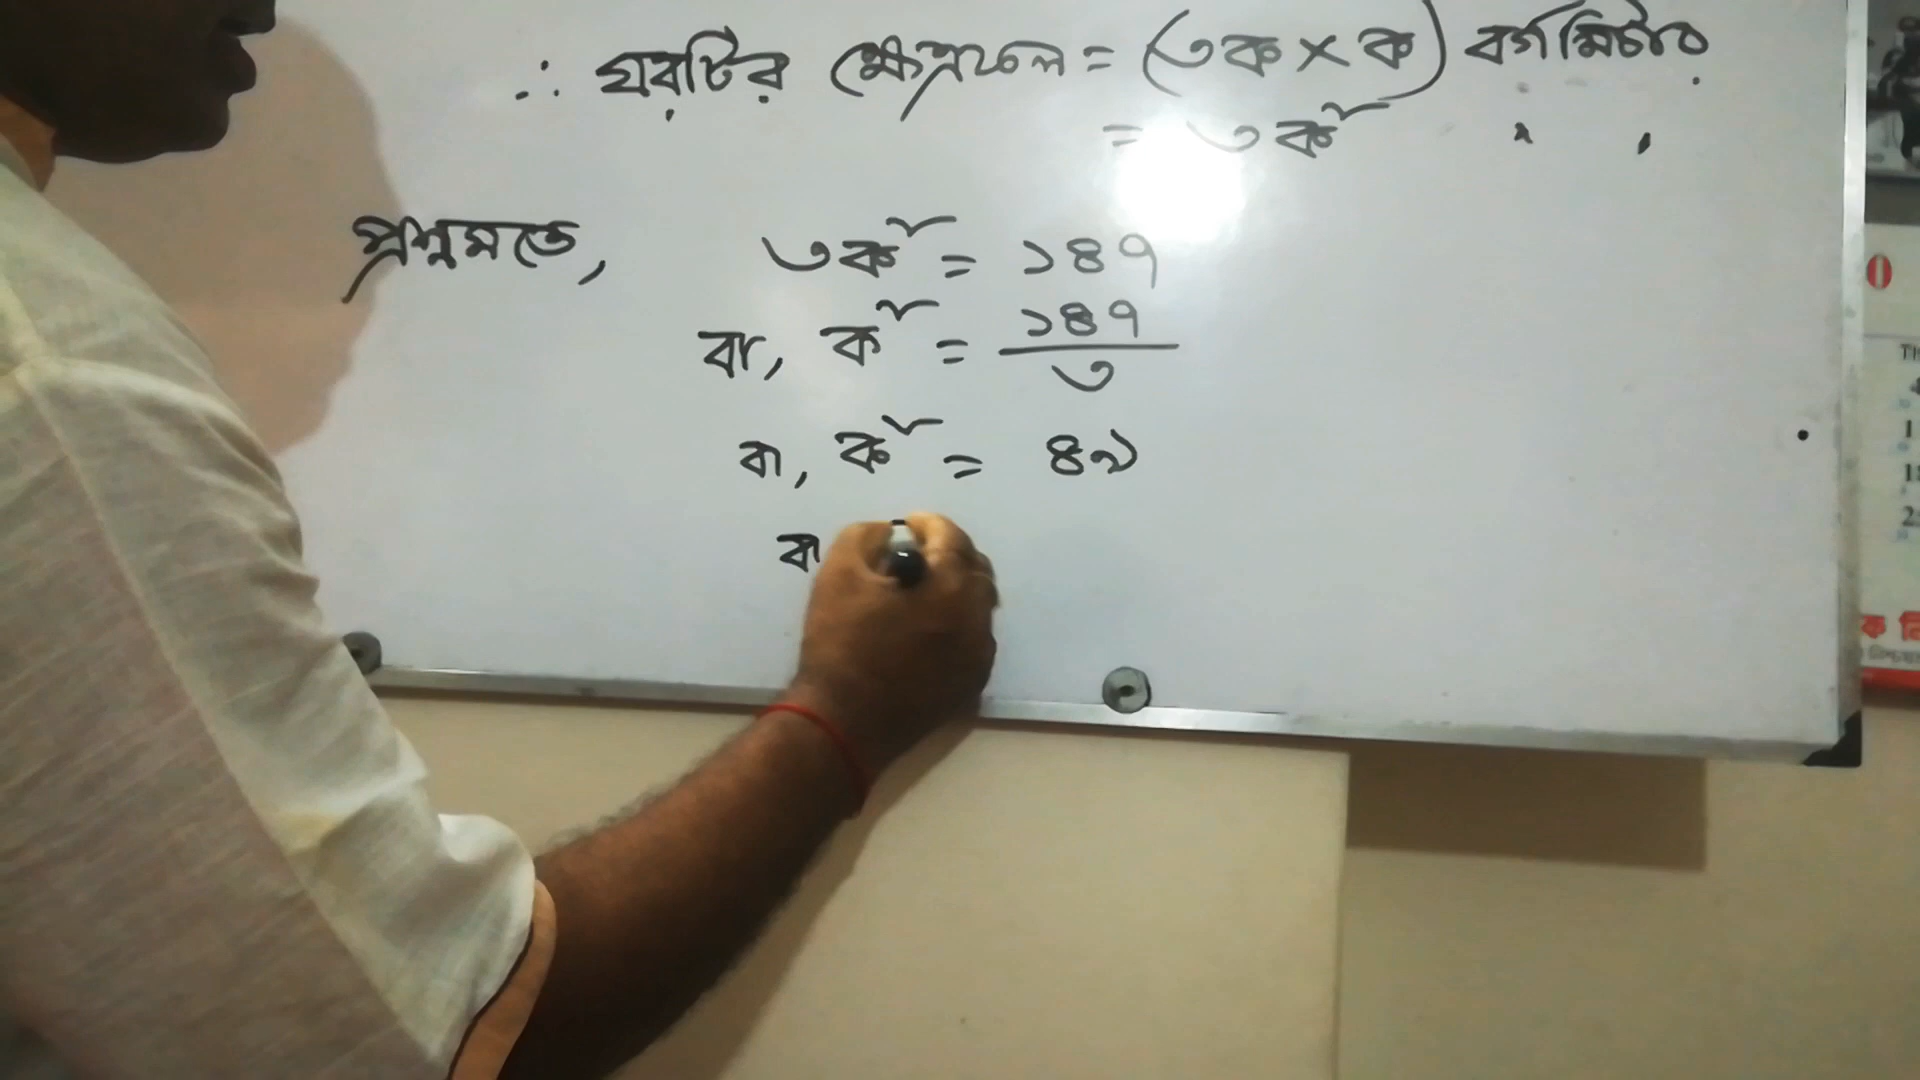 ∴ ঘরটির ক্ষেত্রফল = (৩ক × ক) বর্গমিটার
= ৩ক² " "
প্রশ্নমতে, ৩ক² = ১৪৭
বা, ক² = ১৪৭/৩
বা, ক² = ৪৯
বা